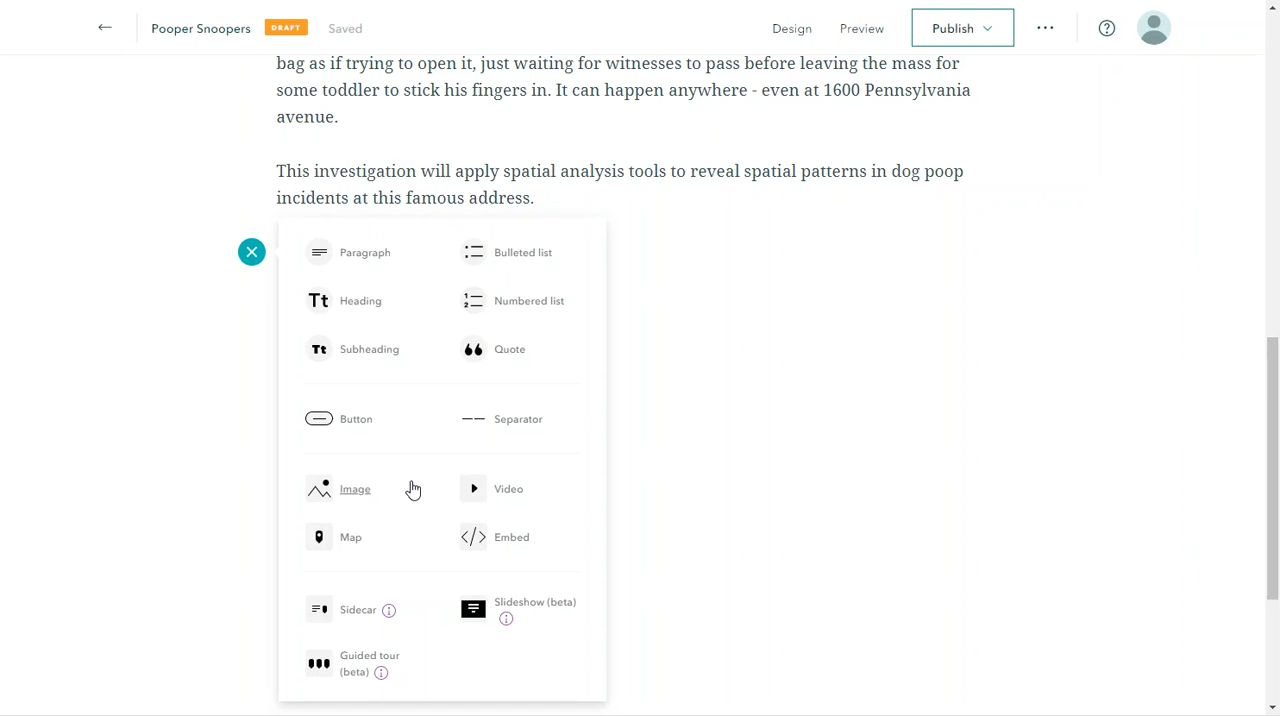 Pooper Snoopers DRAFT Saved Design Preview Publish
bag as if trying to open it, just waiting for witnesses to pass before leaving the mass for
some toddler to stick his fingers in. It can happen anywhere - even at 1600 Pennsylvania
avenue.
This investigation will apply spatial analysis tools to reveal spatial patterns in dog poop
incidents at this famous address.
Paragraph Bulleted list
Tt Heading 1 2 Numbered list
Tt Subheading Quote
Button Separator
Image Video
Map </> Embed
Sidecar Slideshow (beta)
Guided tour
(beta)